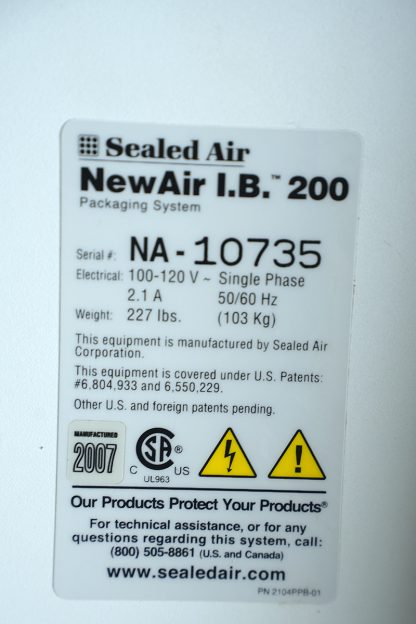 Sealed Air
NewAir I.B.™ 200
Packaging System
Serial #: NA-10735
Electrical: 100-120 V ~ Single Phase
2.1 A 50/60 Hz
Weight: 227 lbs. (103 Kg)
This equipment is manufactured by Sealed Air
Corporation.
This equipment is covered under U.S. Patents:
#6,804,933 and 6,550,229.
Other U.S. and foreign patents pending.
MANUFACTURED
2007
C SA US
UL963
Our Products Protect Your Products®
For technical assistance, or for any
questions regarding this system, call:
(800) 505-8861 (U.S. and Canada)
www.sealedair.com
PN 2104PPB-01